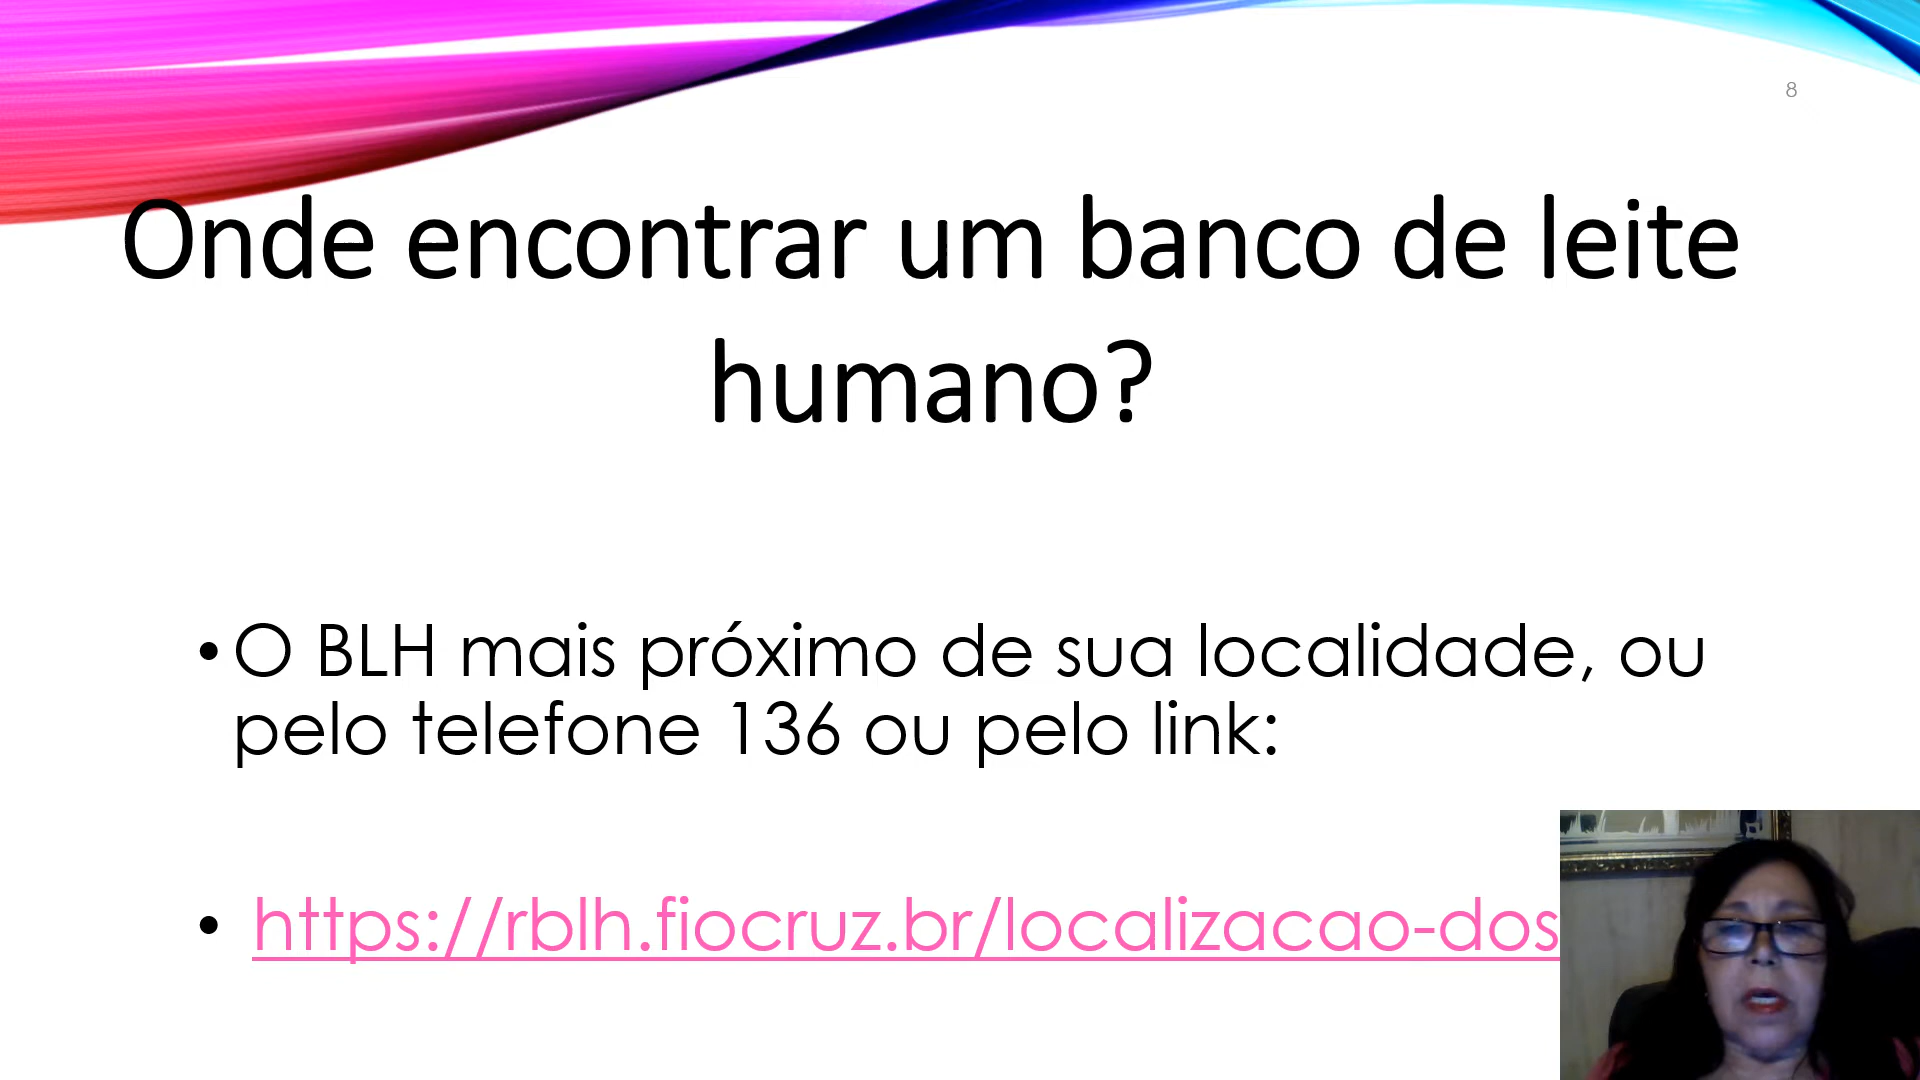 8
Onde encontrar um banco de leite
humano?
• O BLH mais próximo de sua localidade, ou
pelo telefone 136 ou pelo link:
• https://rblh.fiocruz.br/localizacao-dos